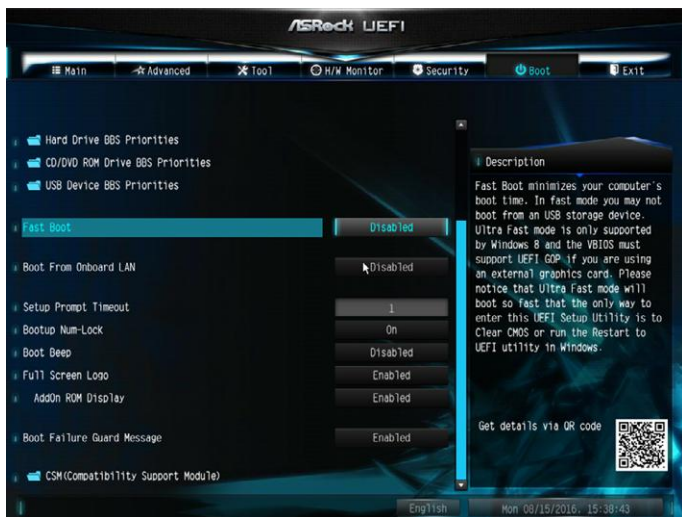 ASRock UEFI
Main Advanced Tool H/W Monitor Security Boot Exit
Hard Drive BBS Priorities
CD/DVD ROM Drive BBS Priorities
USB Device BBS Priorities
Fast Boot Disabled
Boot From Onboard LAN Disabled
Setup Prompt Timeout 1
Bootup Num-Lock On
Boot Beep Disabled
Full Screen Logo Enabled
AddOn ROM Display Enabled
Boot Failure Guard Message Enabled
CSM(Compatibility Support Module)
Description
Fast Boot minimizes your computer's
boot time. In fast mode you may not
boot from an USB storage device.
Ultra Fast mode is only supported
by Windows 8 and the VBIOS must
support UEFI GOP if you are using
an external graphics card. Please
notice that Ultra Fast mode will
boot so fast that the only way to
enter this UEFI Setup Utility is to
Clear CMOS or run the Restart to
UEFI utility in Windows.
Get details via QR code
English Mon 08/15/2016. 15:38:43